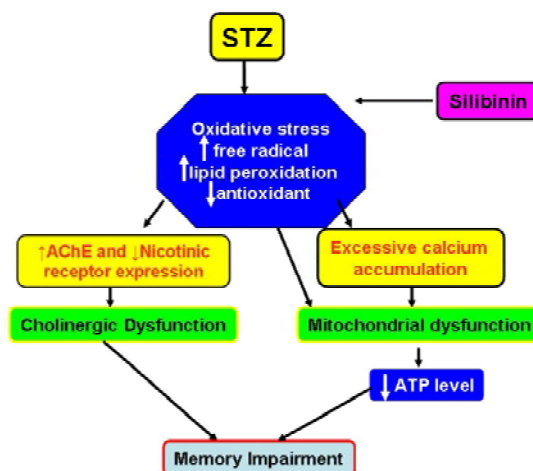 STZ
Silibinin
Oxidative stress
↑ free radical
↑lipid peroxidation
↓antioxidant
↑AChE and ↓Nicotinic
receptor expression
Excessive calcium
accumulation
Cholinergic Dysfunction
Mitochondrial dysfunction
↓ ATP level
Memory Impairment